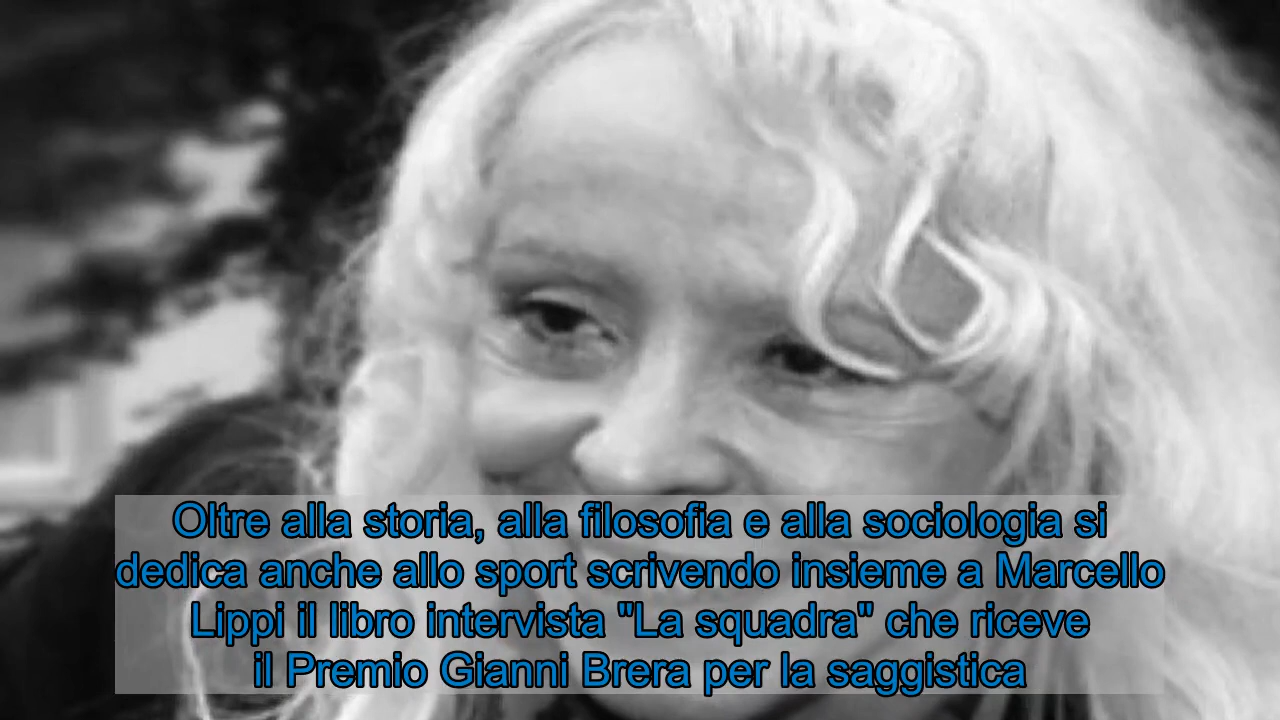 Oltre alla storia, alla filosofia e alla sociologia si
dedica anche allo sport scrivendo insieme a Marcello
Lippi il libro intervista "La squadra" che riceve
il Premio Gianni Brera per la saggistica